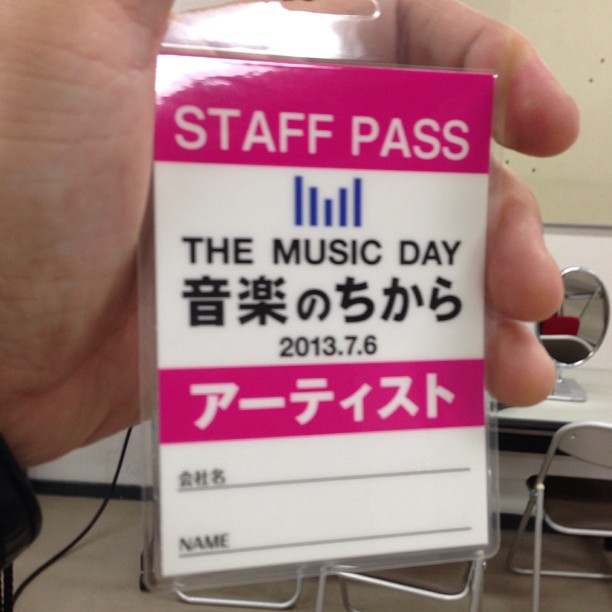 STAFF PASS
THE MUSIC DAY
音楽のちから
2013.7.6
アーティスト
会社名
NAME